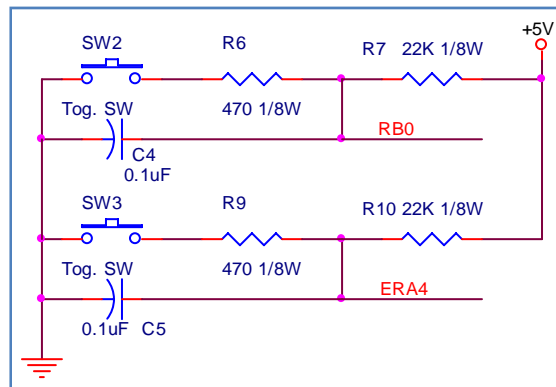 +5V
SW2
R6
R7 22K 1/8W
Tog. SW
470 1/8W
RB0
C4
0.1uF
SW3
R9
R10 22K 1/8W
Tog. SW
470 1/8W
ERA4
0.1uF C5